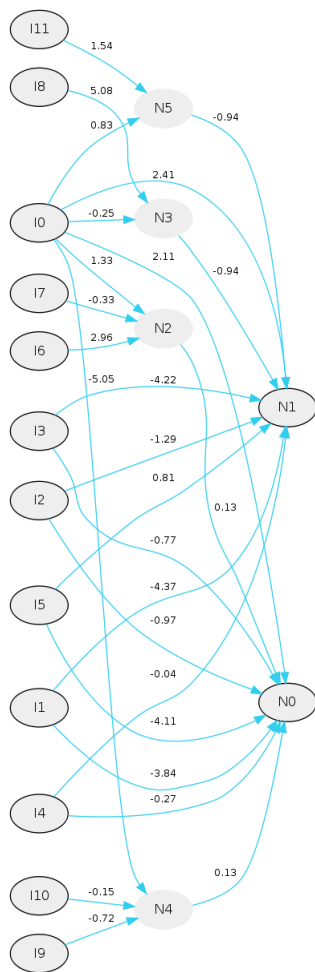 I11
1.54
I8
5.08
N5
0.83
-0.94
2.41
I0
-0.25
N3
2.11
1.33
-0.94
I7
-0.33
N2
I6
2.96
-5.05
-4.22
N1
I3
-1.29
I2
0.81
0.13
-0.77
-4.37
I5
-0.97
-0.04
N0
I1
-4.11
-3.84
-0.27
I4
0.13
I10
-0.15
N4
-0.72
I9